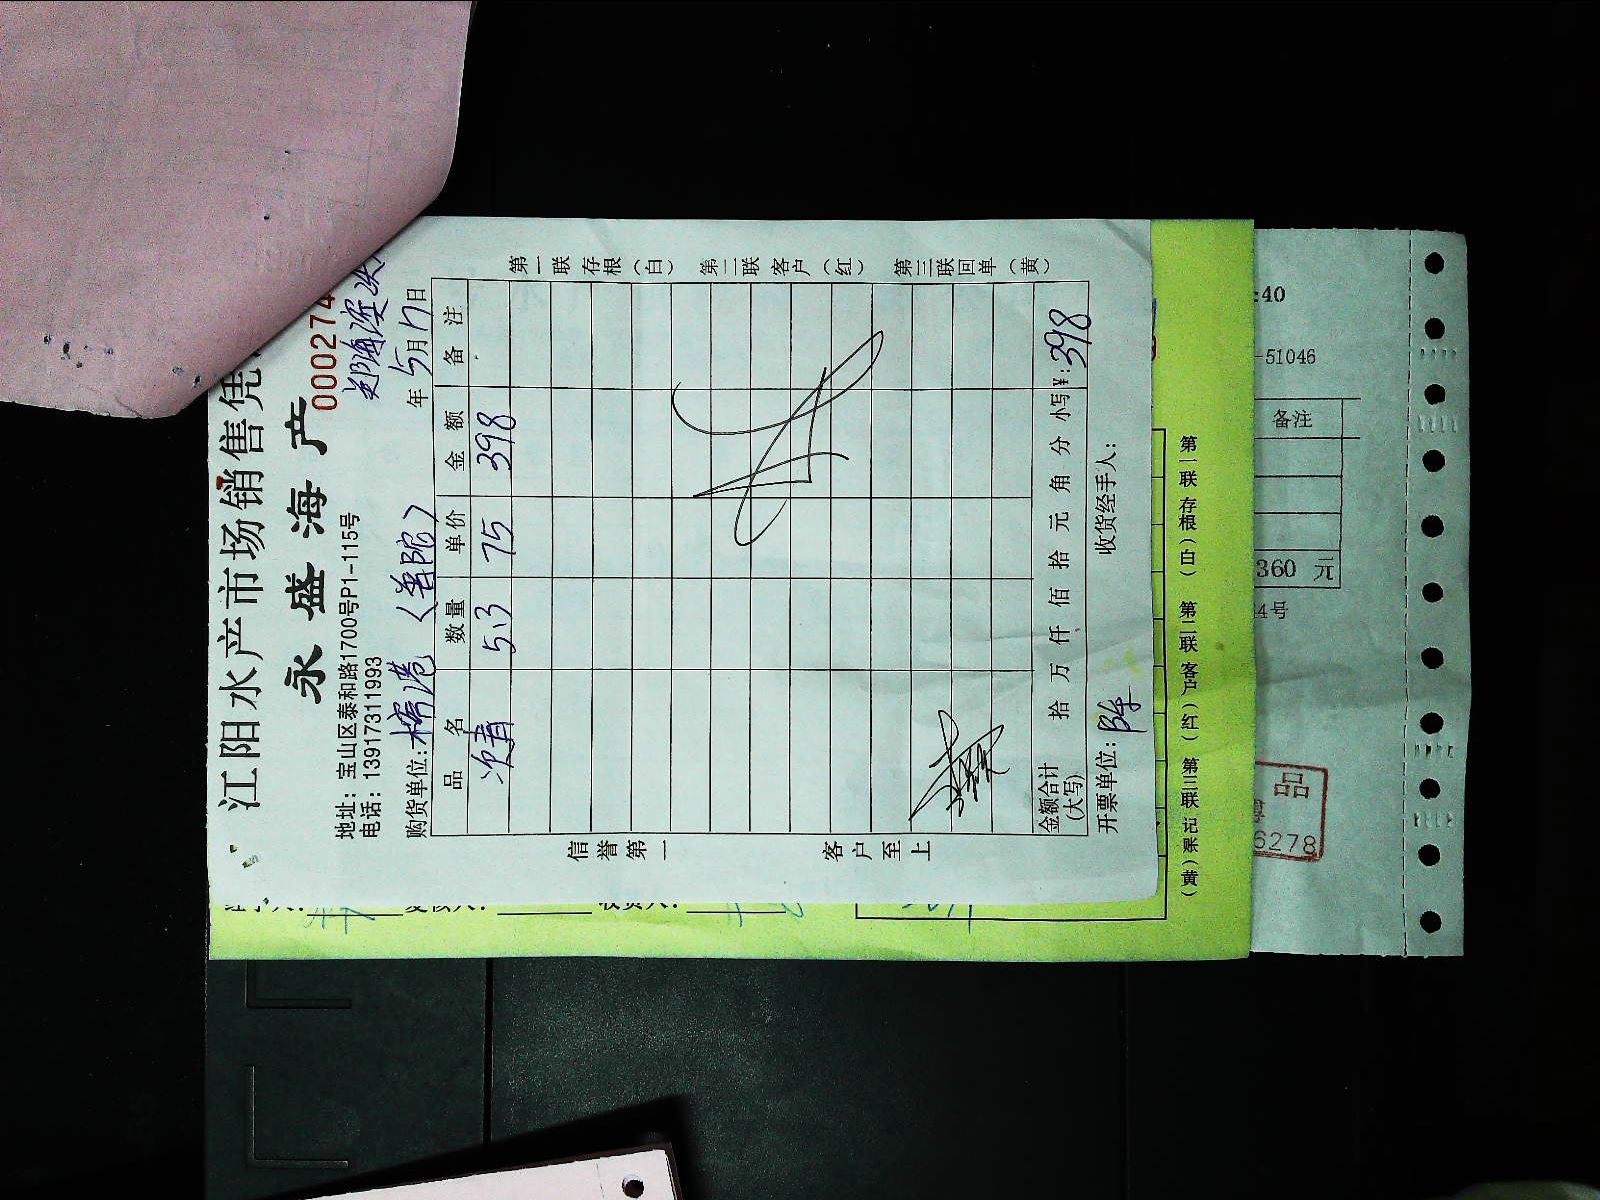 江阳水产市场销售凭
永盛海产
000274
地址：宝山区泰和路1700号P1-115号
电话：13917311993
购货单位：
年 5月17日
品名 数量 单价 金额 备注
5.3 75 398
金额合计(大写) 拾 万 仟 佰 拾 元 角 分 小写¥: 398
开票单位： 收货经手人：
信誉第一 客户至上
第一联 存根（白） 第二联 客户（红） 第三联 回单（黄）
第一联 存根（白） 第二联 客户（红） 第三联 记账（黄）
:40
-51046
备注
360 元
14号
品
6278